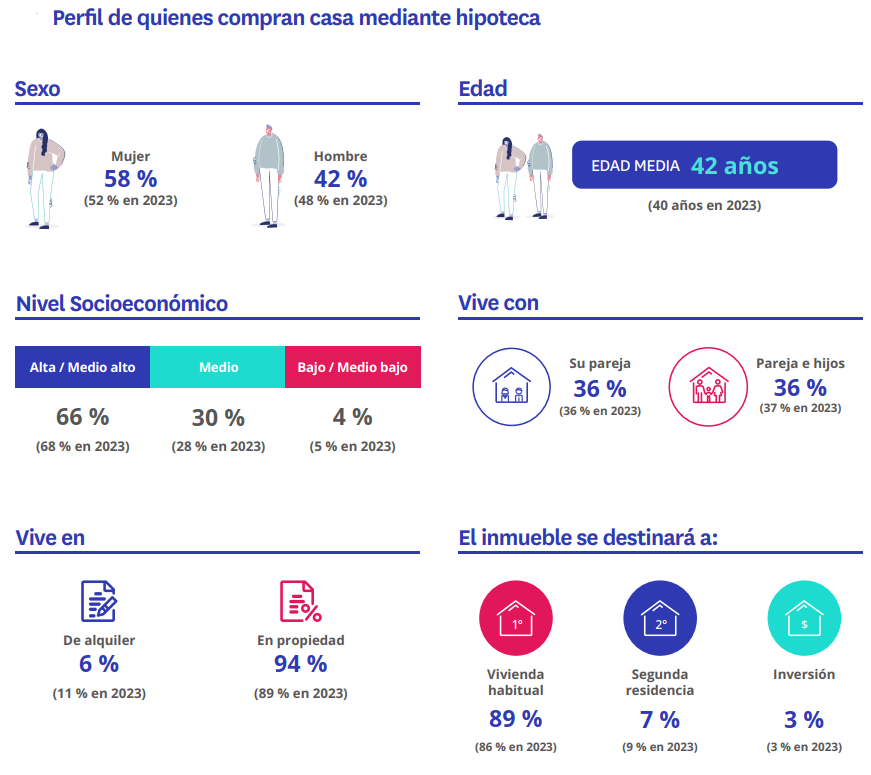 Perfil de quienes compran casa mediante hipoteca
Sexo
Mujer
58 %
(52 % en 2023)
Hombre
42 %
(48 % en 2023)
Edad
EDAD MEDIA 42 años
(40 años en 2023)
Nivel Socioeconómico
Alta / Medio alto
Medio
Bajo / Medio bajo
66 %
30 %
4 %
(68 % en 2023)
(28 % en 2023)
(5 % en 2023)
Vive con
Su pareja
36 %
(36 % en 2023)
Pareja e hijos
36 %
(37 % en 2023)
Vive en
De alquiler
6 %
(11 % en 2023)
En propiedad
94 %
(89 % en 2023)
El inmueble se destinará a:
1º
2º
$
Vivienda
habitual
89 %
(86 % en 2023)
Segunda
residencia
7 %
(9 % en 2023)
Inversión
3 %
(3 % en 2023)